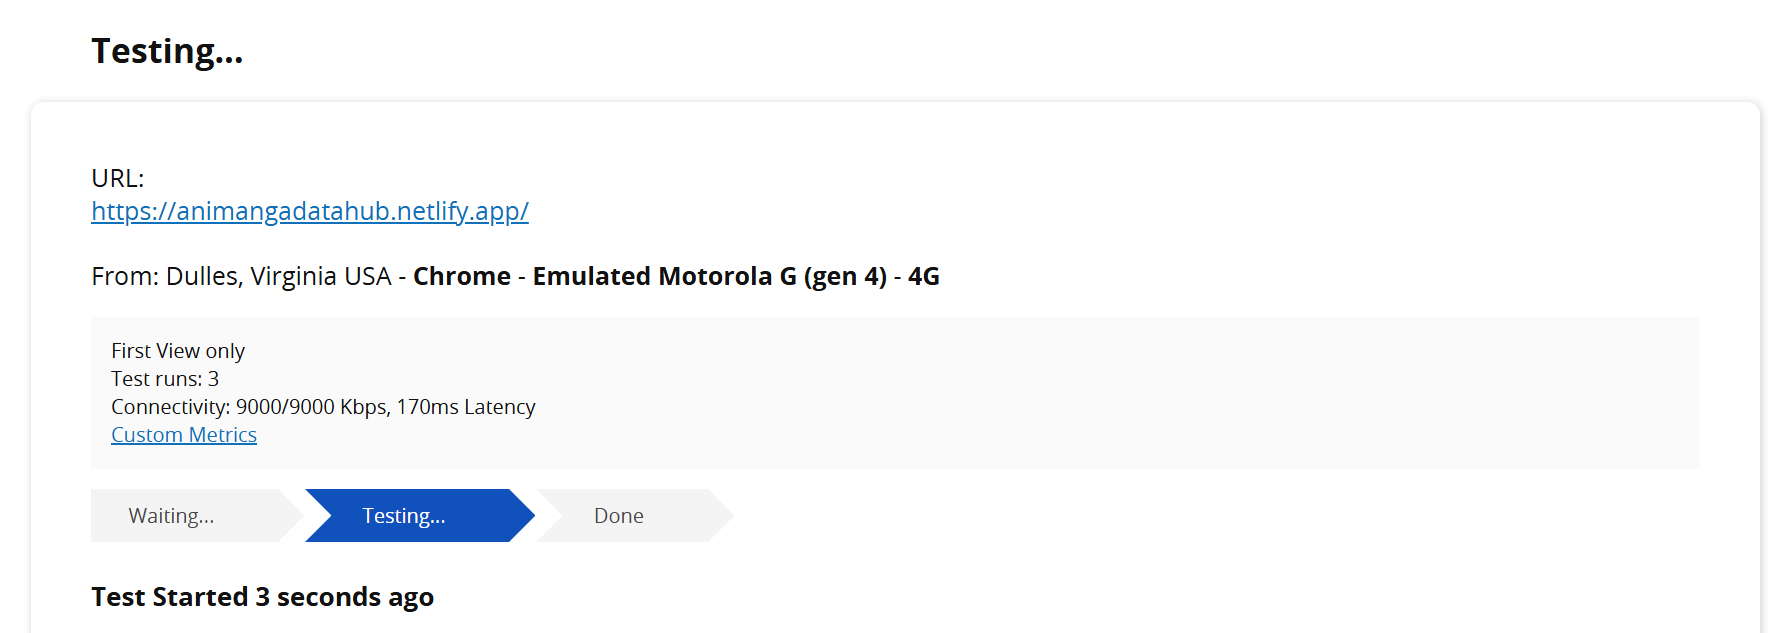 Testing...
URL:
https://animangadatahub.netlify.app/
From: Dulles, Virginia USA - Chrome - Emulated Motorola G (gen 4) - 4G
First View only
Test runs: 3
Connectivity: 9000/9000 Kbps, 170ms Latency
Custom Metrics
Waiting...
Testing...
Done
Test Started 3 seconds ago